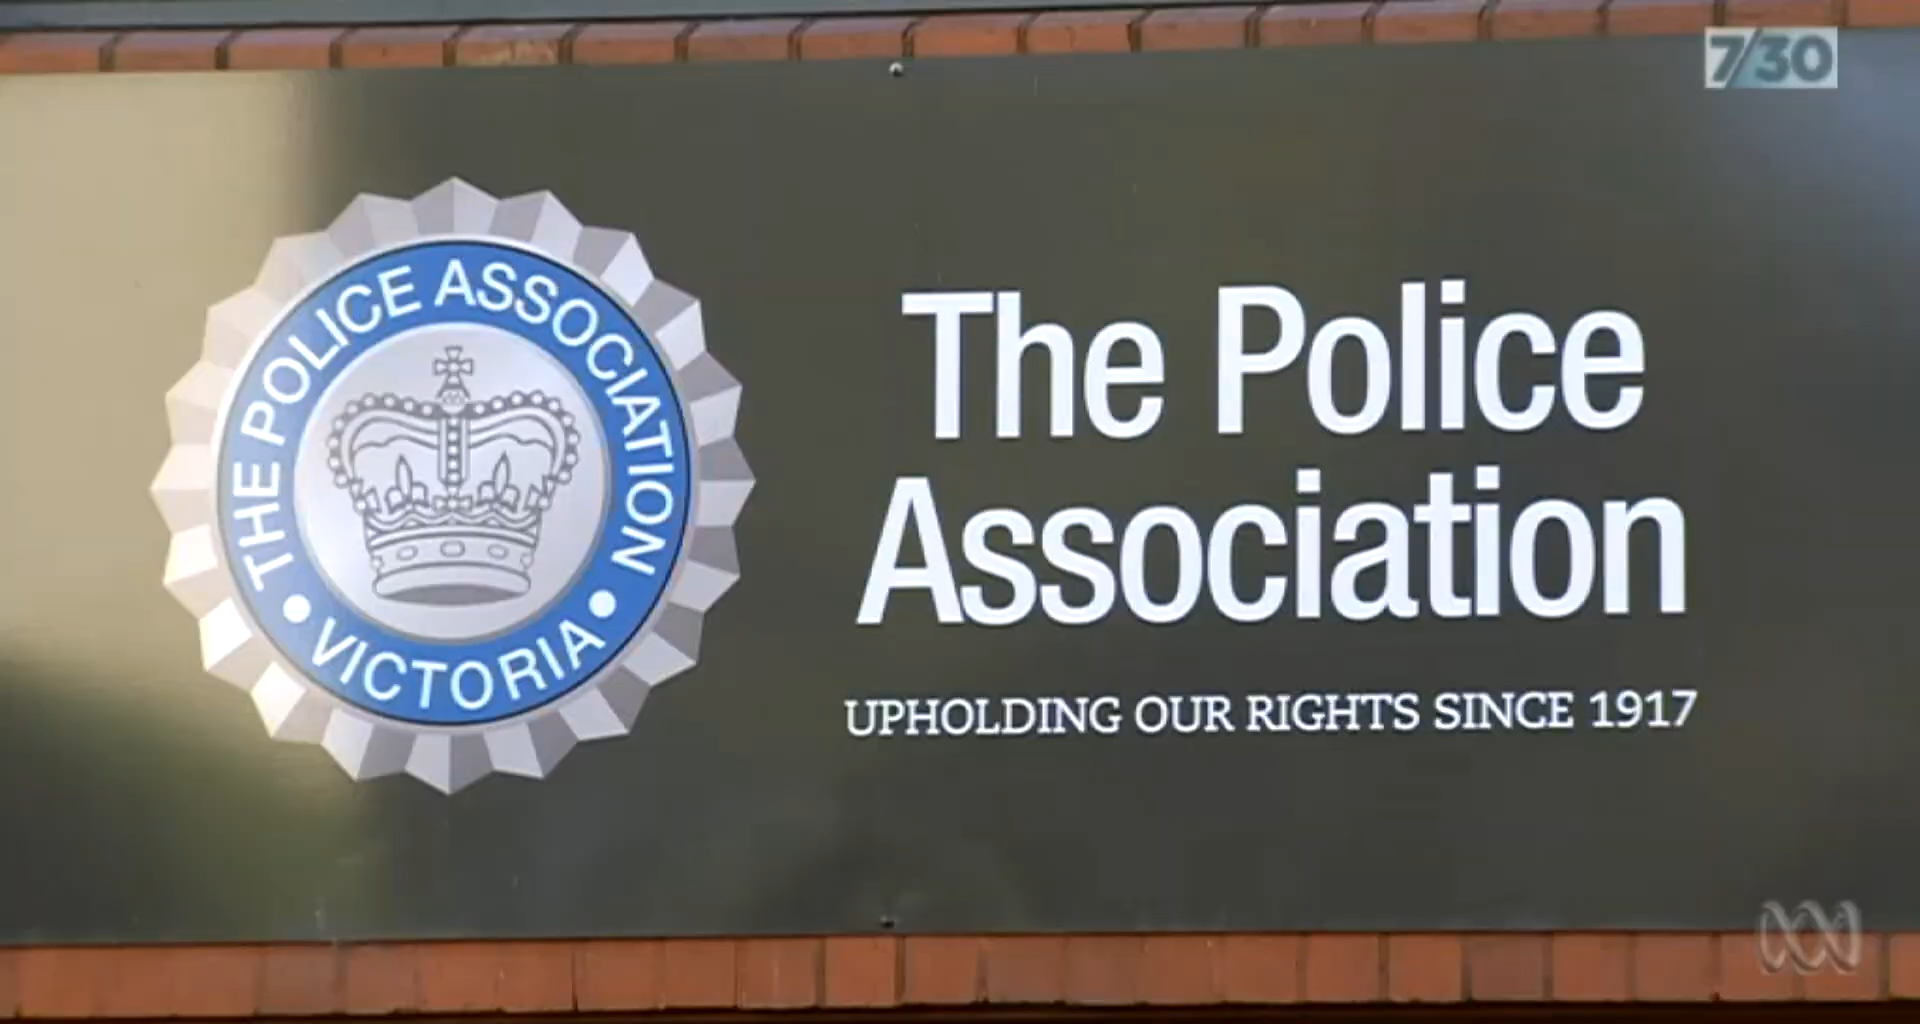 7/30
THE POLICE ASSOCIATION
• VICTORIA •
The Police
Association
UPHOLDING OUR RIGHTS SINCE 1917